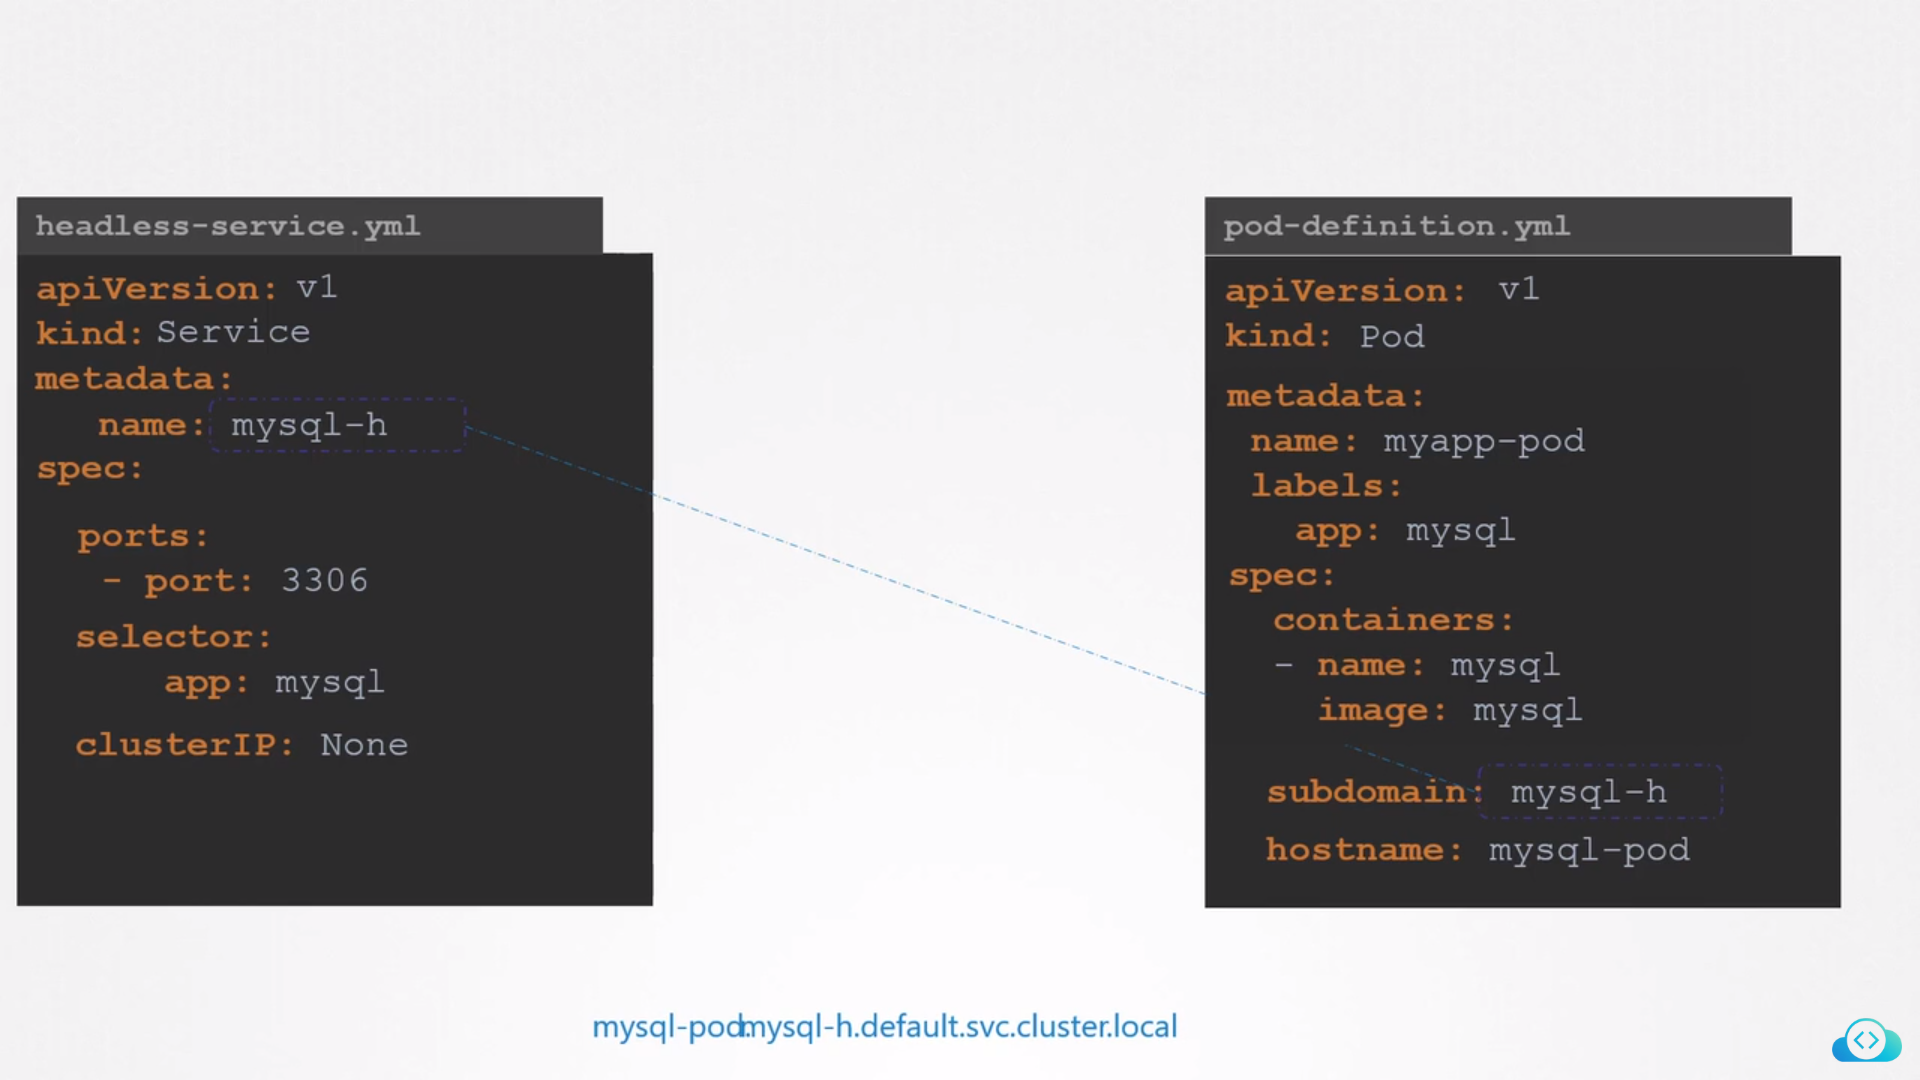 headless-service.yml
apiVersion: v1
kind: Service
metadata:
name: mysql-h
spec:
ports:
- port: 3306
selector:
app: mysql
clusterIP: None
pod-definition.yml
apiVersion: v1
kind: Pod
metadata:
name: myapp-pod
labels:
app: mysql
spec:
containers:
- name: mysql
image: mysql
subdomain: mysql-h
hostname: mysql-pod
mysql-pod.mysql-h.default.svc.cluster.local